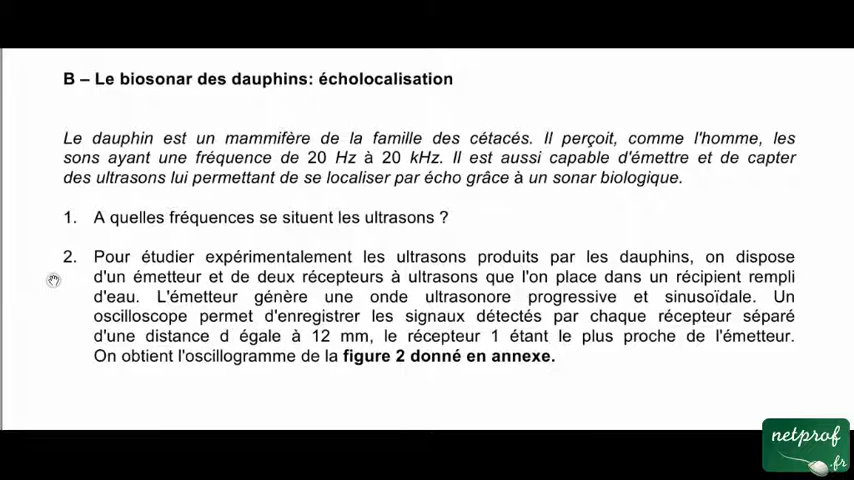 B – Le biosonar des dauphins: écholocalisation
Le dauphin est un mammifère de la famille des cétacés. Il perçoit, comme l'homme, les
sons ayant une fréquence de 20 Hz à 20 kHz. Il est aussi capable d'émettre et de capter
des ultrasons lui permettant de se localiser par écho grâce à un sonar biologique.
1. A quelles fréquences se situent les ultrasons ?
2. Pour étudier expérimentalement les ultrasons produits par les dauphins, on dispose
d'un émetteur et de deux récepteurs à ultrasons que l'on place dans un récipient rempli
d'eau. L'émetteur génère une onde ultrasonore progressive et sinusoïdale. Un
oscilloscope permet d'enregistrer les signaux détectés par chaque récepteur séparé
d'une distance d égale à 12 mm, le récepteur 1 étant le plus proche de l'émetteur.
On obtient l'oscillogramme de la figure 2 donné en annexe.
netprof
.fr